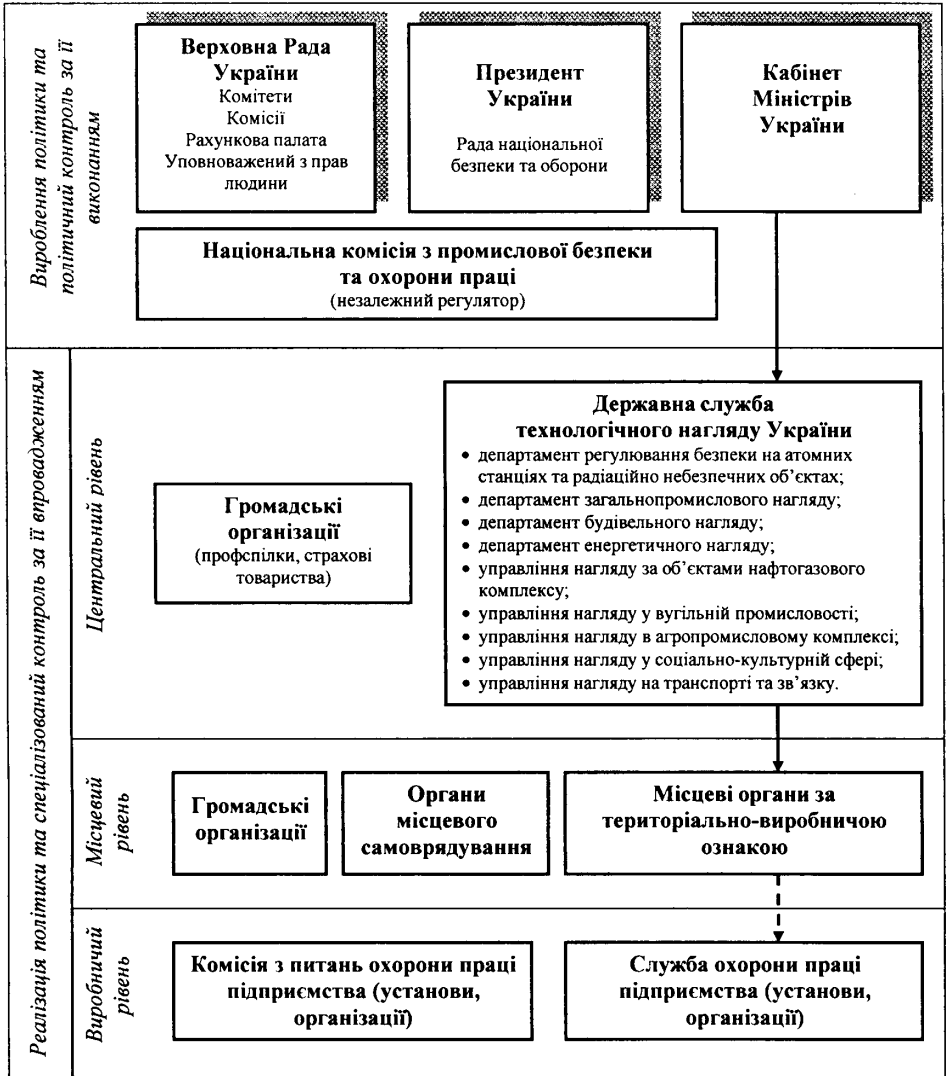 Вироблення політики та
політичний контроль за її
виконанням
Верховна Рада
України
Комітети
Комісії
Рахункова палата
Уповноважений з прав
людини
Президент
України
Рада національної
безпеки та оборони
Кабінет
Міністрів
України
Національна комісія з промислової безпеки
та охорони праці
(незалежний регулятор)
Реалізація політики та спеціалізований контроль за її впровадженням
Центральний рівень
Громадські
організації
(профспілки, страхові
товариства)
Державна служба
технологічного нагляду України
• департамент регулювання безпеки на атомних
станціях та радіаційно небезпечних об’єктах;
• департамент загальнопромислового нагляду;
• департамент будівельного нагляду;
• департамент енергетичного нагляду;
• управління нагляду за об’єктами нафтогазового
комплексу;
• управління нагляду у вугільній промисловості;
• управління нагляду в агропромисловому комплексі;
• управління нагляду у соціально-культурній сфері;
• управління нагляду на транспорті та зв’язку.
Місцевий
рівень
Громадські
організації
Органи
місцевого
самоврядування
Місцеві органи за
територіально-виробничою
ознакою
Виробничий
рівень
Комісія з питань охорони праці
підприємства (установи,
організації)
Служба охорони праці
підприємства (установи,
організації)